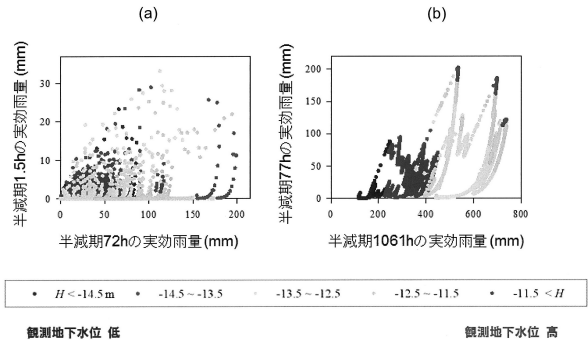 (a)
(b)
半減期1.5hの実効雨量(mm)
30
20
10
0
0
50
100
150
200
半減期72hの実効雨量(mm)
半減期77hの実効雨量(mm)
200
150
100
50
0
0
200
400
600
800
半減期1061hの実効雨量(mm)
H < -14.5 m
-14.5 ~ -13.5
-13.5 ~ -12.5
-12.5 ~ -11.5
-11.5 < H
観測地下水位 低
観測地下水位 高